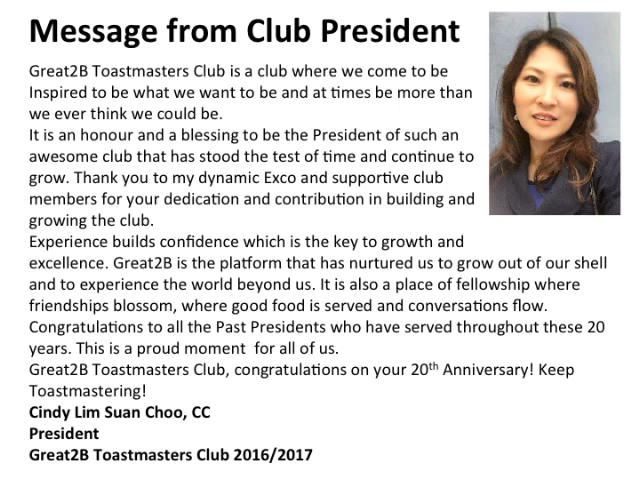 Message from Club President
Great2B Toastmasters Club is a club where we come to be
Inspired to be what we want to be and at times be more than
we ever think we could be.
It is an honour and a blessing to be the President of such an
awesome club that has stood the test of time and continue to
grow. Thank you to my dynamic Exco and supportive club
members for your dedication and contribution in building and
growing the club.
Experience builds confidence which is the key to growth and
excellence. Great2B is the platform that has nurtured us to grow out of our shell
and to experience the world beyond us. It is also a place of fellowship where
friendships blossom, where good food is served and conversations flow.
Congratulations to all the Past Presidents who have served throughout these 20
years. This is a proud moment  for all of us.
Great2B Toastmasters Club, congratulations on your 20th Anniversary! Keep
Toastmastering!
Cindy Lim Suan Choo, CC
President
Great2B Toastmasters Club 2016/2017